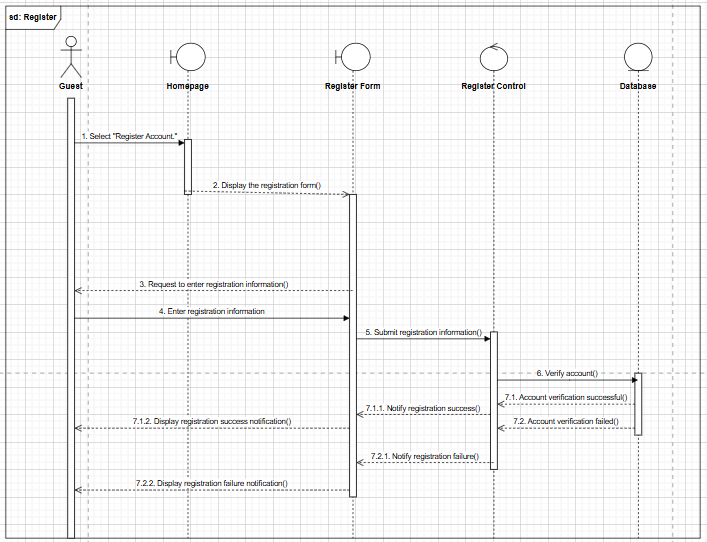 sd: Register
Guest
Homepage
Register Form
Register Control
Database
1. Select "Register Account."
2. Display the registration form()
3. Request to enter registration information()
4. Enter registration information
5. Submit registration information()
6. Verify account()
7.1. Account verification successful()
7.1.1. Notify registration success()
7.1.2. Display registration success notification()
7.2. Account verification failed()
7.2.1. Notify registration failure()
7.2.2. Display registration failure notification()